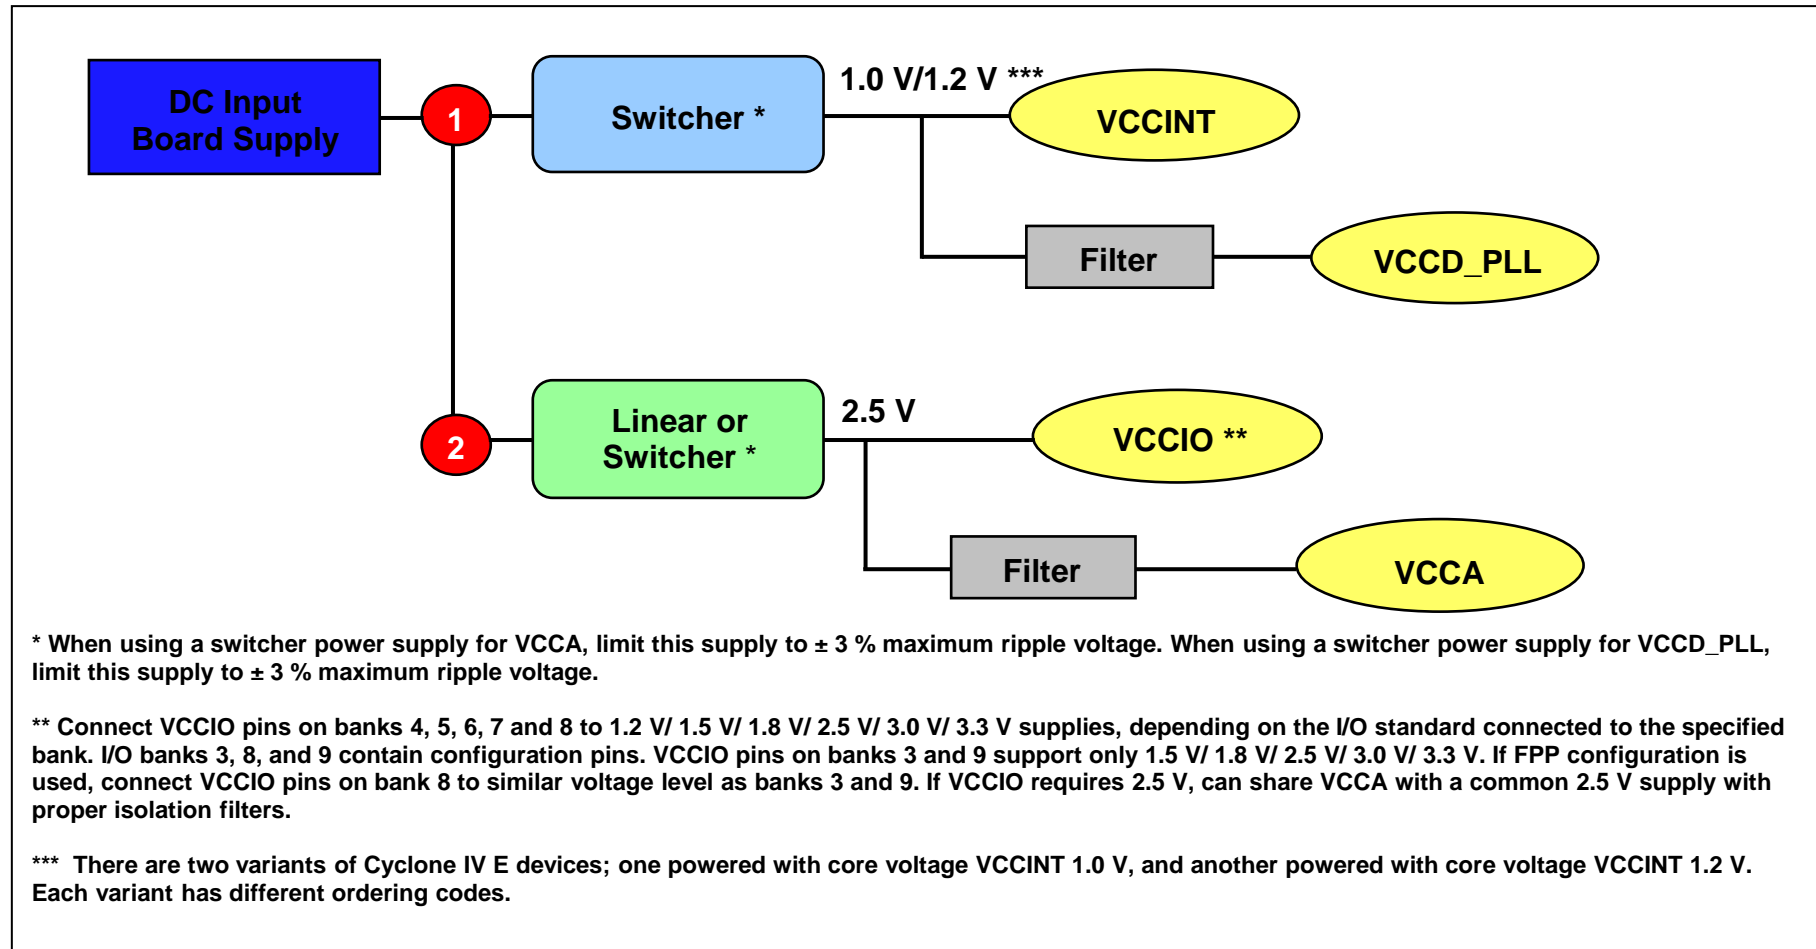 DC Input
Board Supply
1
Switcher *
1.0 V/1.2 V ***
VCCINT
Filter
VCCD_PLL
2
Linear or
Switcher *
2.5 V
VCCIO **
Filter
VCCA
* When using a switcher power supply for VCCA, limit this supply to ± 3 % maximum ripple voltage. When using a switcher power supply for VCCD_PLL,
limit this supply to ± 3 % maximum ripple voltage.
** Connect VCCIO pins on banks 4, 5, 6, 7 and 8 to 1.2 V/ 1.5 V/ 1.8 V/ 2.5 V/ 3.0 V/ 3.3 V supplies, depending on the I/O standard connected to the specified
bank. I/O banks 3, 8, and 9 contain configuration pins. VCCIO pins on banks 3 and 9 support only 1.5 V/ 1.8 V/ 2.5 V/ 3.0 V/ 3.3 V. If FPP configuration is
used, connect VCCIO pins on bank 8 to similar voltage level as banks 3 and 9. If VCCIO requires 2.5 V, can share VCCA with a common 2.5 V supply with
proper isolation filters.
*** There are two variants of Cyclone IV E devices; one powered with core voltage VCCINT 1.0 V, and another powered with core voltage VCCINT 1.2 V.
Each variant has different ordering codes.